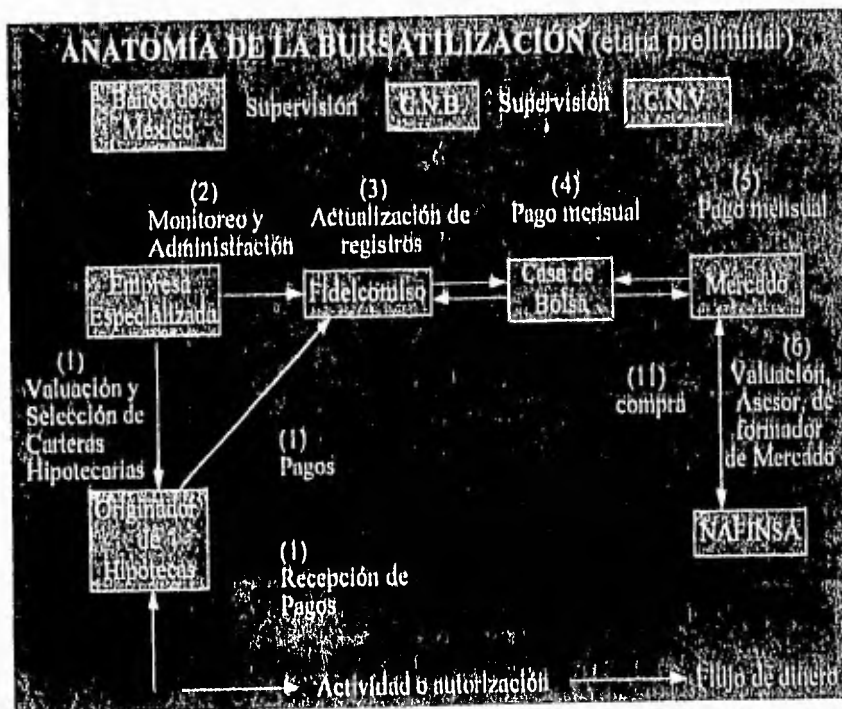 ANATOMÍA DE LA BURSATILIZACIÓN (etapa preliminar)
Banco de
México
Supervisión
C.N.B.
Supervisión
C.N.V.
(2)
Monitoreo y
Administración
(3)
Actualización de
registros
(4)
Pago mensual
(5)
Pago mensual
Empresa
Especializada
Fideicomiso
Casa de
Bolsa
Mercado
(1)
Valuación y
Selección de
Carteras
Hipotecarias
(1)
Pagos
(11)
compra
(6)
Valuación,
Asesor, de
formador
de Mercado
Originador
de
Hipotecas
NAFINSA
(1)
Recepción de
Pagos
Actividad o autorización
Flujo de dinero